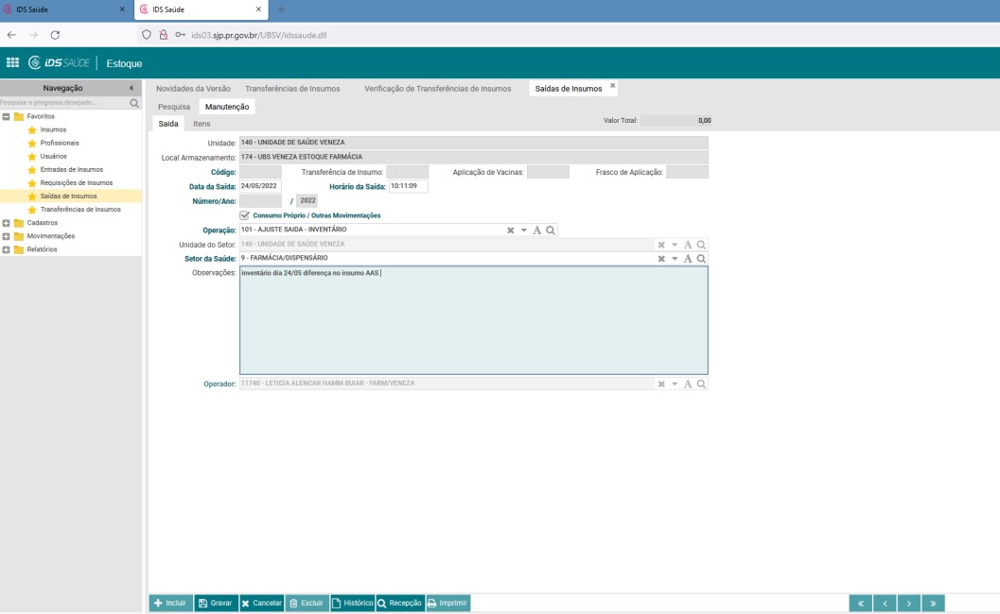 IDS Saúde
IDS Saúde
ids03.sjp.pr.gov.br/UBSV/idssaude.dll
iDSSAÚDE Estoque
Navegação
Pesquise o programa desejado...
Favoritos
Insumos
Profissionais
Usuários
Entradas de Insumos
Requisições de Insumos
Saídas de Insumos
Transferências de Insumos
Cadastros
Movimentações
Relatórios
Novidades da Versão Transferências de Insumos Verificação de Transferências de Insumos Saídas de Insumos
Pesquisa Manutenção
Saída Itens Valor Total: 0,00
Unidade: 140 - UNIDADE DE SAÚDE VENEZA
Local Armazenamento: 174 - UBS VENEZA ESTOQUE FARMÁCIA
Código: Transferência de Insumo: Aplicação de Vacinas: Frasco de Aplicação:
Data da Saída: 24/05/2022 Horário da Saída: 10:11:09
Número/Ano: / 2022
Consumo Próprio / Outras Movimentações
Operação: 101 - AJUSTE SAIDA - INVENTÁRIO
Unidade do Setor: 140 - UNIDADE DE SAÚDE VENEZA
Setor da Saúde: 9 - FARMÁCIA/DISPENSÁRIO
Observações: inventário dia 24/05 diferença no insumo AAS
Operador: 11740 - LETICIA ALENCAR HAMM BUIAR - FARM/VENEZA
Incluir Gravar Cancelar Excluir Histórico Recepção Imprimir